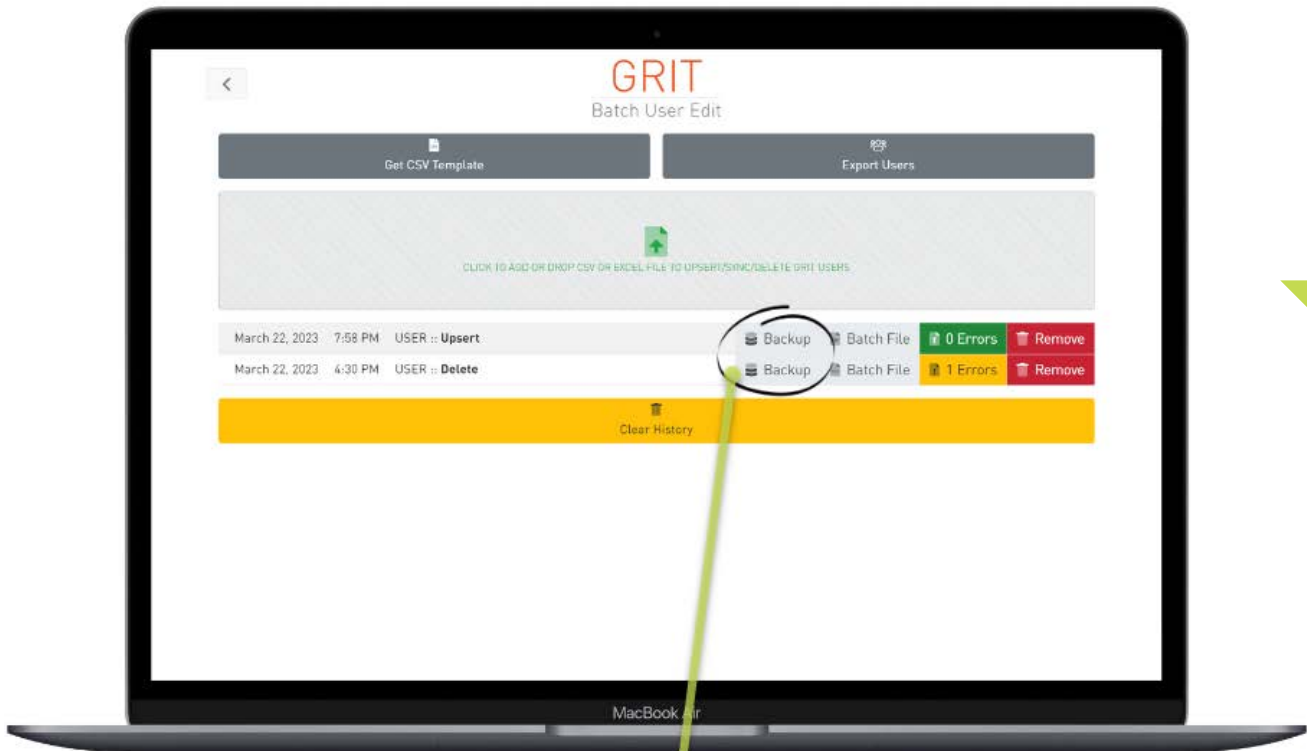 GRIT
Batch User Edit
Get CSV Template
Export Users
CLICK TO ADD OR DROP CSV OR EXCEL FILE TO UPSERT/SYNC/DELETE GRIT USERS
March 22, 2023 7:58 PM USER :: Upsert Backup Batch File 0 Errors Remove
March 22, 2023 4:30 PM USER :: Delete Backup Batch File 1 Errors Remove
Clear History
MacBook Air